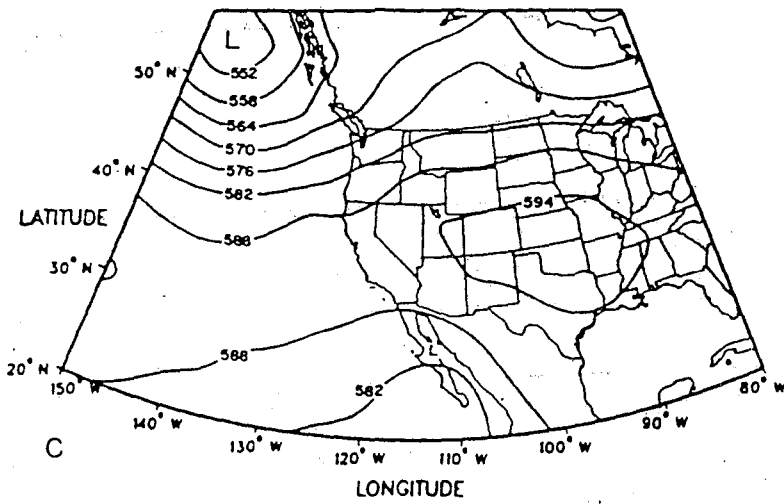 L
50° N
552
558
564
570
40° N
576
582
LATITUDE
594
588
30° N
588
20° N
150° W
80° W
582
140° W
90° W
C
130° W
120° W
110° W
100° W
LONGITUDE